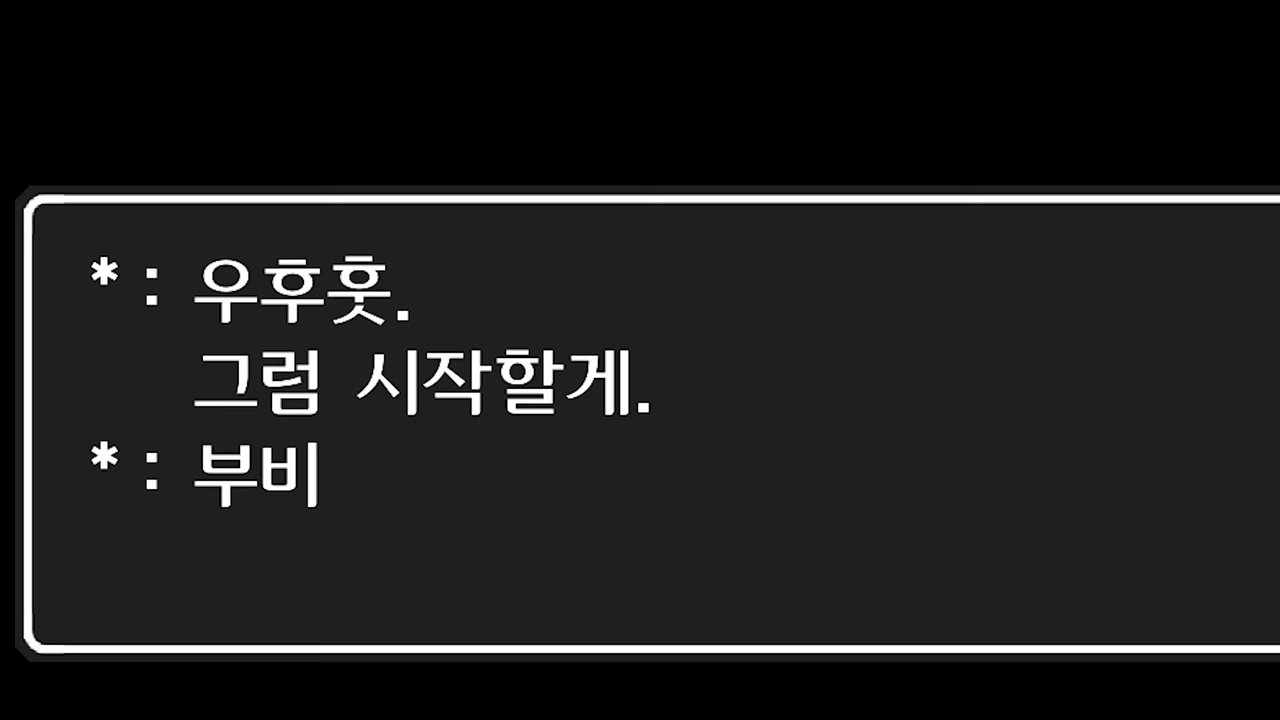 * : 우후훗.
그럼 시작할게.
* : 부비